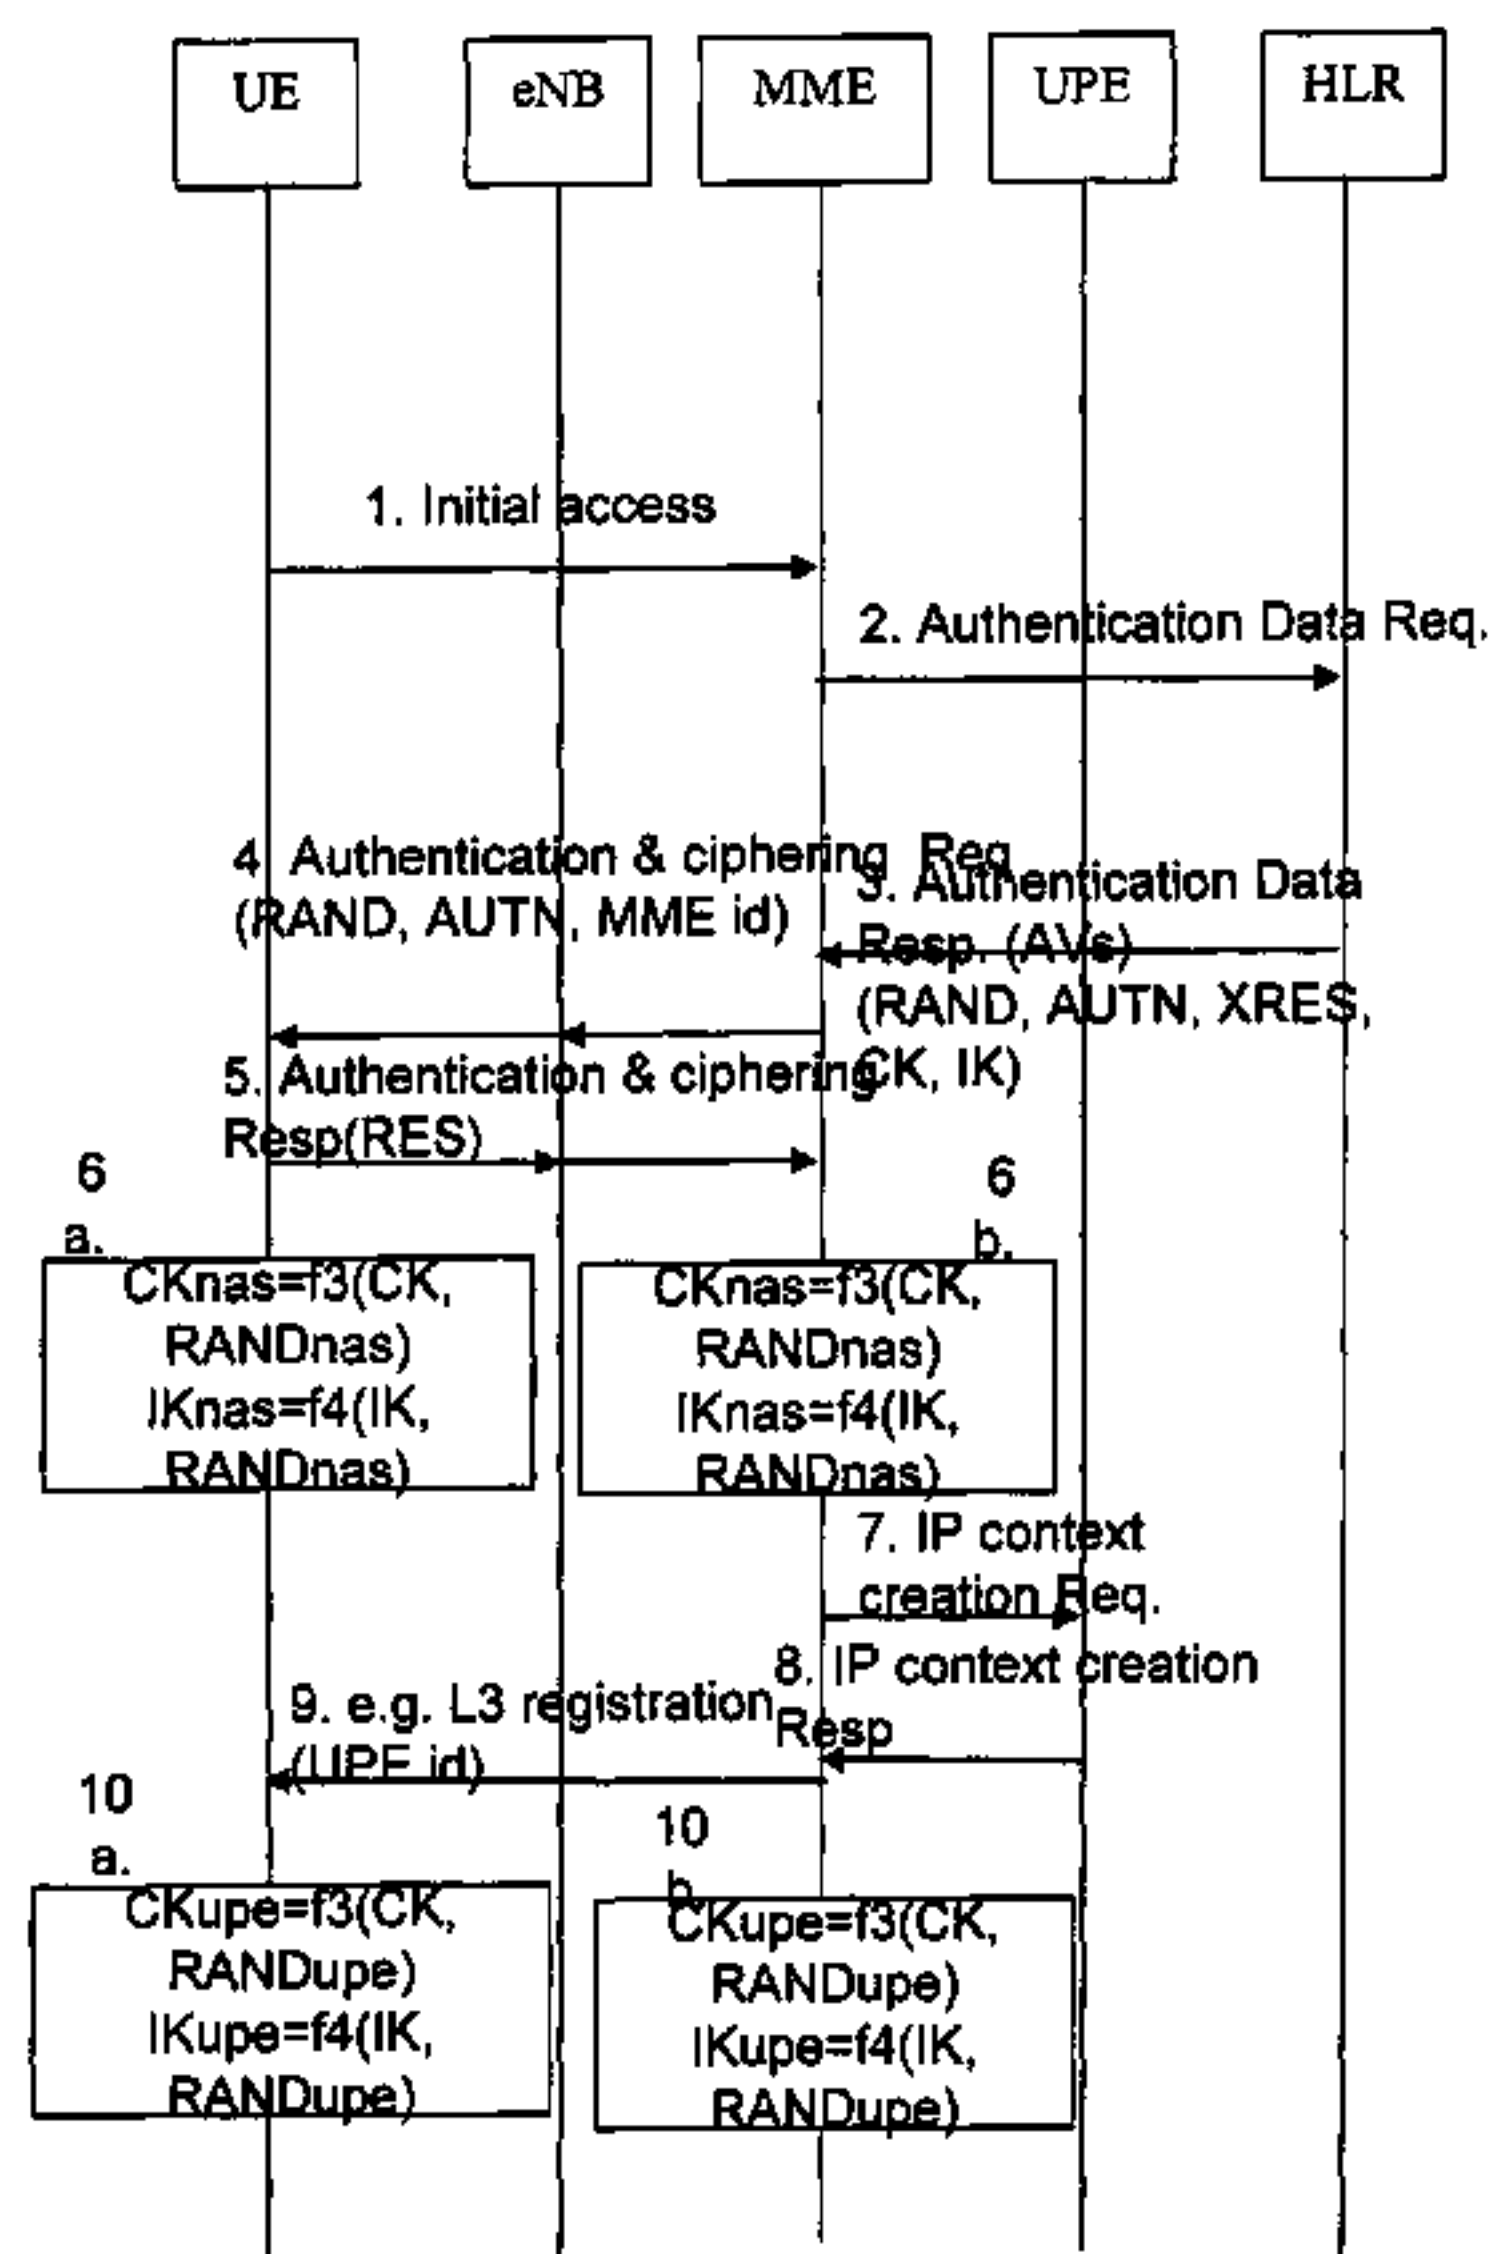 UE
eNB
MME
UPE
HLR
1. Initial access
2. Authentication Data Req.
4. Authentication & ciphering Req
(RAND, AUTN, MME id)
3. Authentication Data
Resp. (AVs)
(RAND, AUTN, XRES,
CK, IK)
5. Authentication & ciphering
Resp(RES)
6
a.
6
b.
CKnas=f3(CK,
RANDnas)
IKnas=f4(IK,
RANDnas)
CKnas=f3(CK,
RANDnas)
IKnas=f4(IK,
RANDnas)
7. IP context
creation Req.
8. IP context creation
Resp
9. e.g. L3 registration
(UPE id)
10
a.
10
b.
CKupe=f3(CK,
RANDupe)
IKupe=f4(IK,
RANDupe)
CKupe=f3(CK,
RANDupe)
IKupe=f4(IK,
RANDupe)